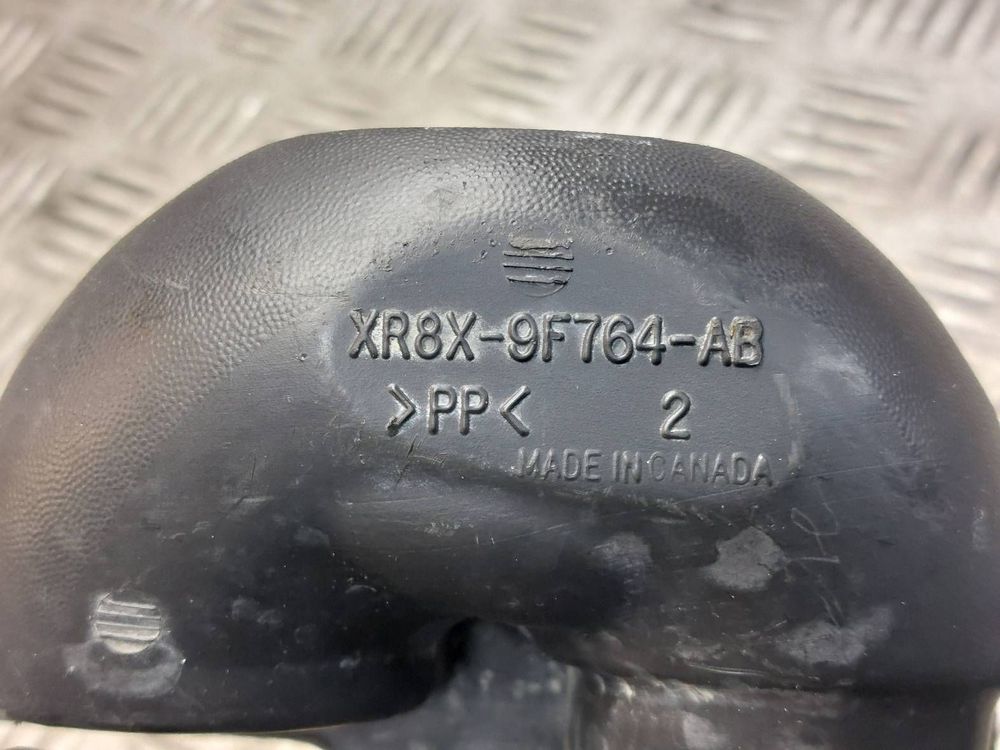 XR8X-9F764-AB
>PP< 2
MADE IN CANADA